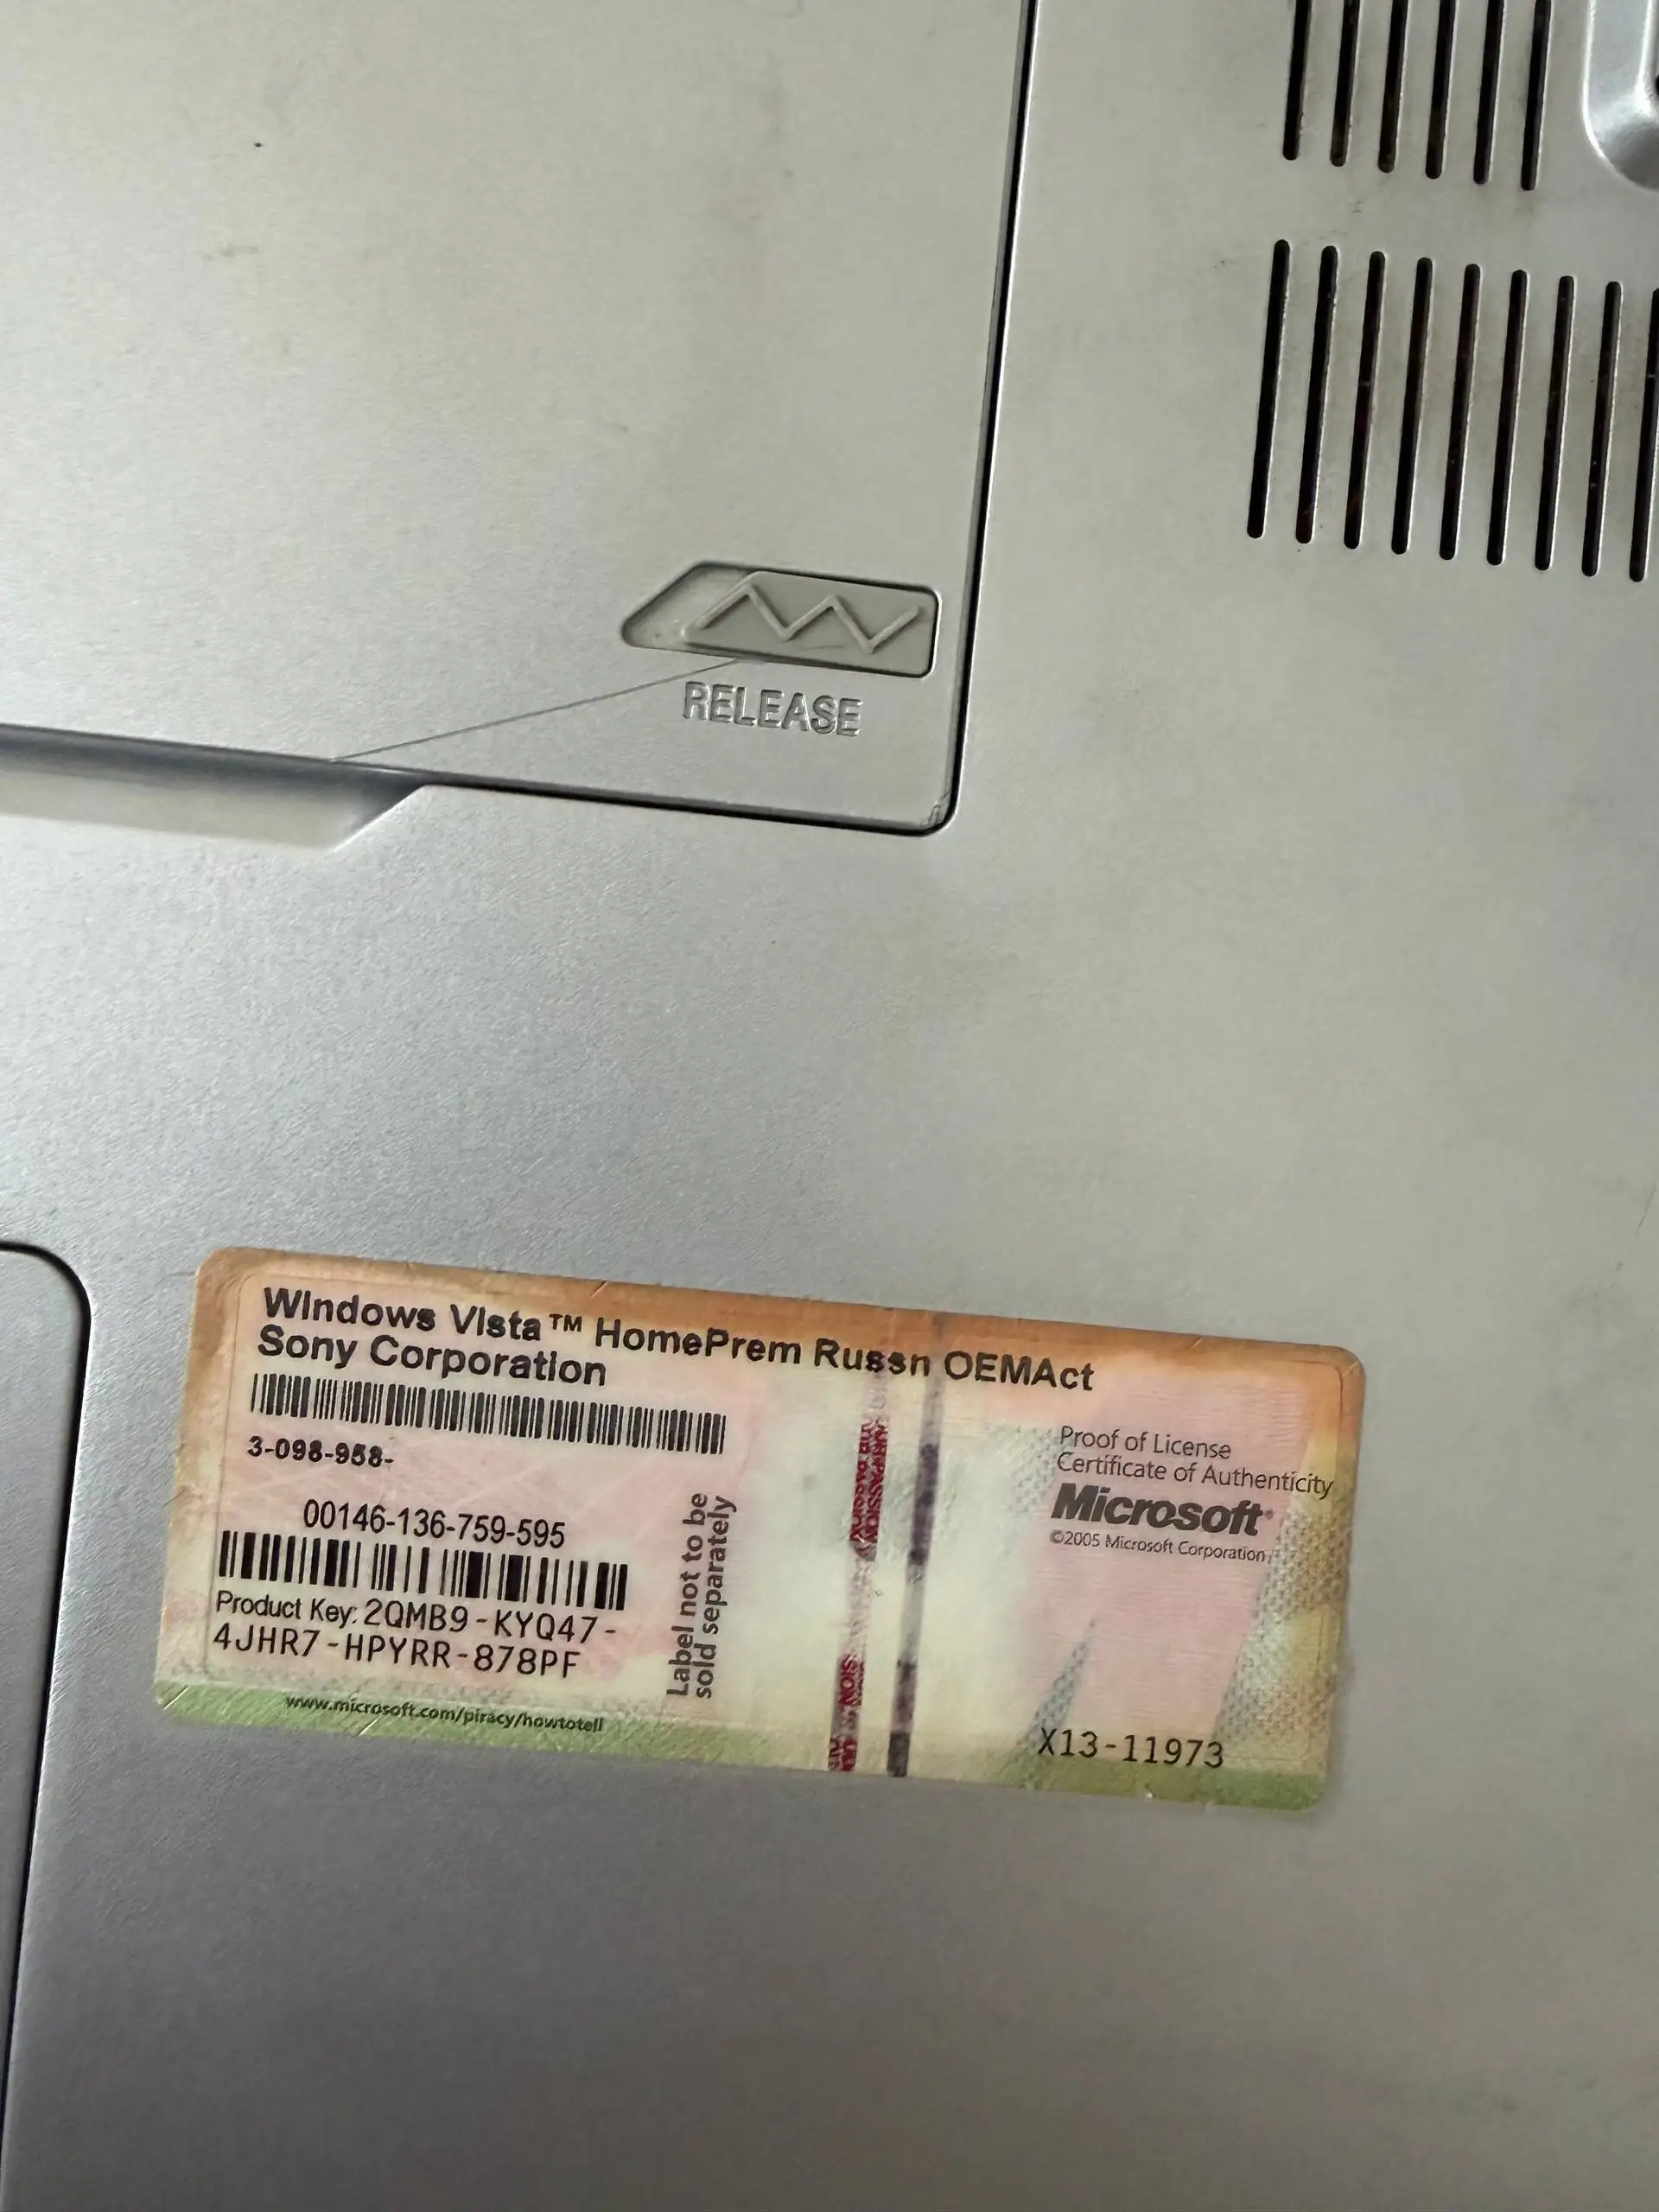 RELEASE
Windows Vista™ HomePrem Russn OEMAct
Sony Corporation
3-098-958-
00146-136-759-595
Product Key: 2QMB9-KYQ47-
4JHR7-HPYRR-878PF
www.microsoft.com/piracy/howtotell
Label not to be
sold separately
Proof of License
Certificate of Authenticity
Microsoft®
©2005 Microsoft Corporation
X13-11973